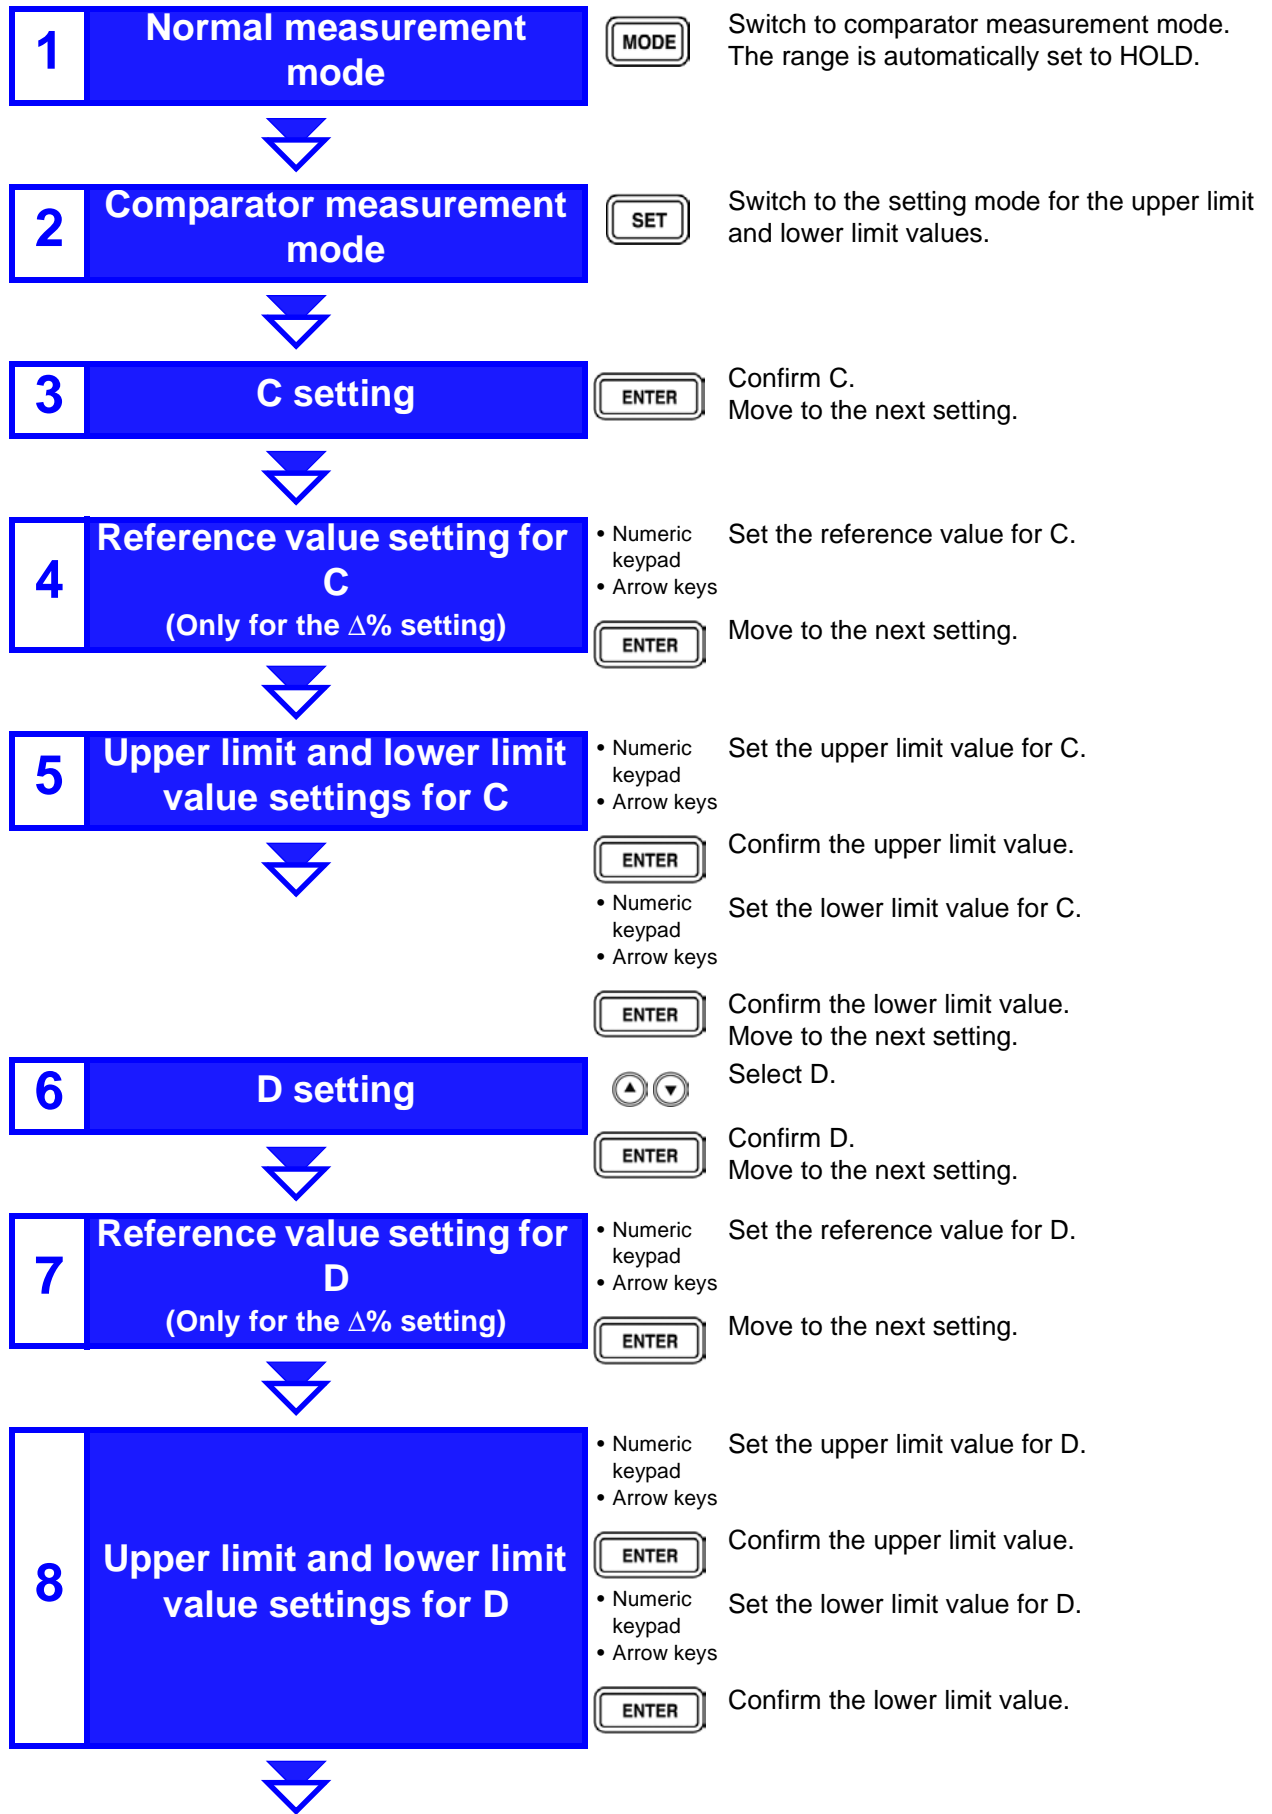 1
Normal measurement
mode
MODE
Switch to comparator measurement mode.
The range is automatically set to HOLD.
2
Comparator measurement
mode
SET
Switch to the setting mode for the upper limit
and lower limit values.
3
C setting
ENTER
Confirm C.
Move to the next setting.
4
Reference value setting for
C
(Only for the Δ% setting)
• Numeric
keypad
• Arrow keys
Set the reference value for C.
ENTER
Move to the next setting.
5
Upper limit and lower limit
value settings for C
• Numeric
keypad
• Arrow keys
Set the upper limit value for C.
ENTER
Confirm the upper limit value.
• Numeric
keypad
• Arrow keys
Set the lower limit value for C.
ENTER
Confirm the lower limit value.
Move to the next setting.
6
D setting
Select D.
ENTER
Confirm D.
Move to the next setting.
7
Reference value setting for
D
(Only for the Δ% setting)
• Numeric
keypad
• Arrow keys
Set the reference value for D.
ENTER
Move to the next setting.
8
Upper limit and lower limit
value settings for D
• Numeric
keypad
• Arrow keys
Set the upper limit value for D.
ENTER
Confirm the upper limit value.
• Numeric
keypad
• Arrow keys
Set the lower limit value for D.
ENTER
Confirm the lower limit value.